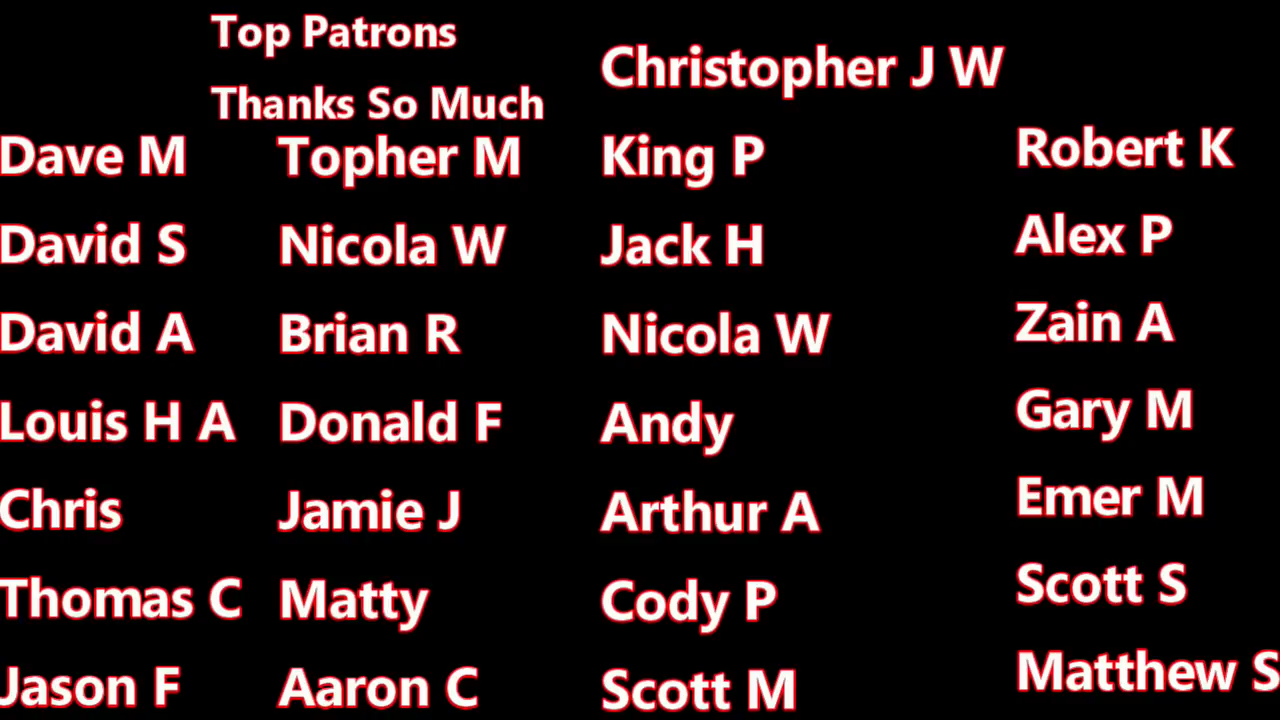 Top Patrons
Thanks So Much
Dave M
David S
David A
Louis H A
Chris
Thomas C
Jason F
Topher M
Nicola W
Brian R
Donald F
Jamie J
Matty
Aaron C
Christopher J W
King P
Jack H
Nicola W
Andy
Arthur A
Cody P
Scott M
Robert K
Alex P
Zain A
Gary M
Emer M
Scott S
Matthew S